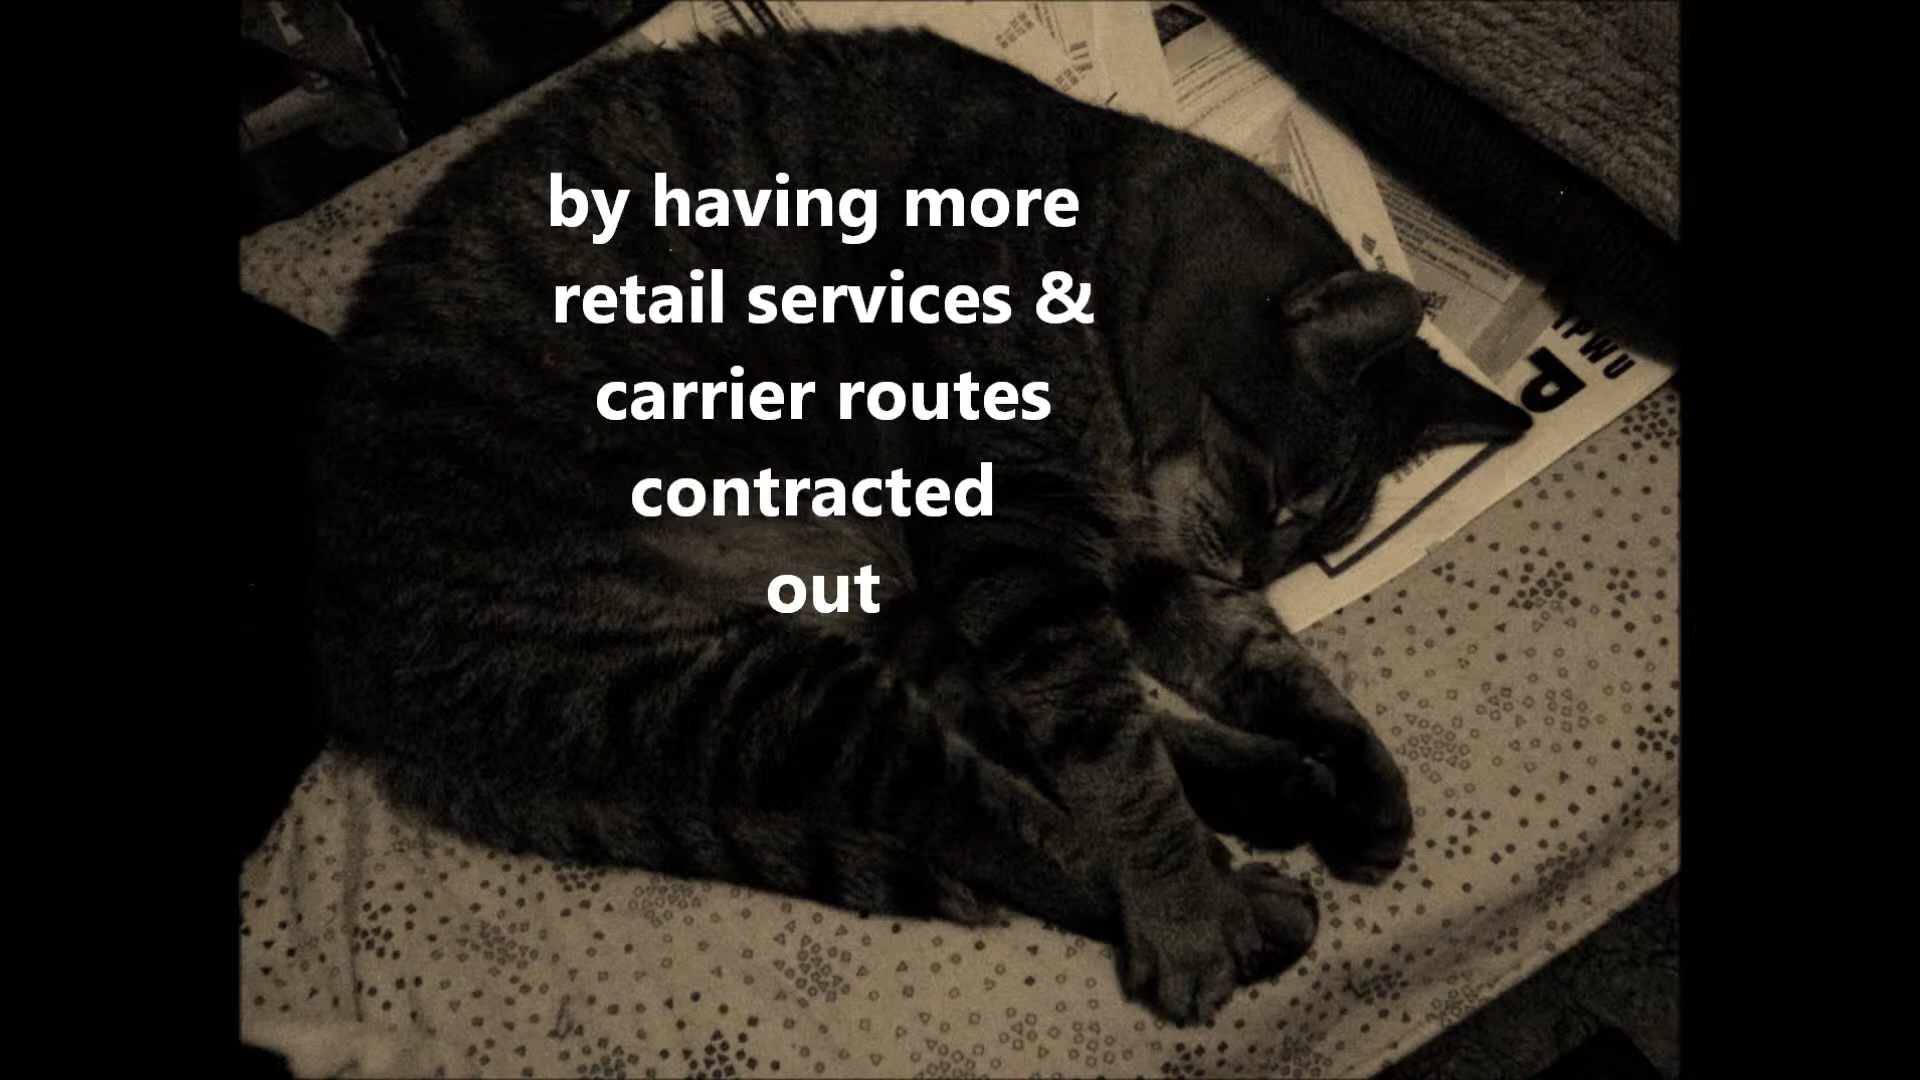 by having more
retail services &
carrier routes
contracted
out